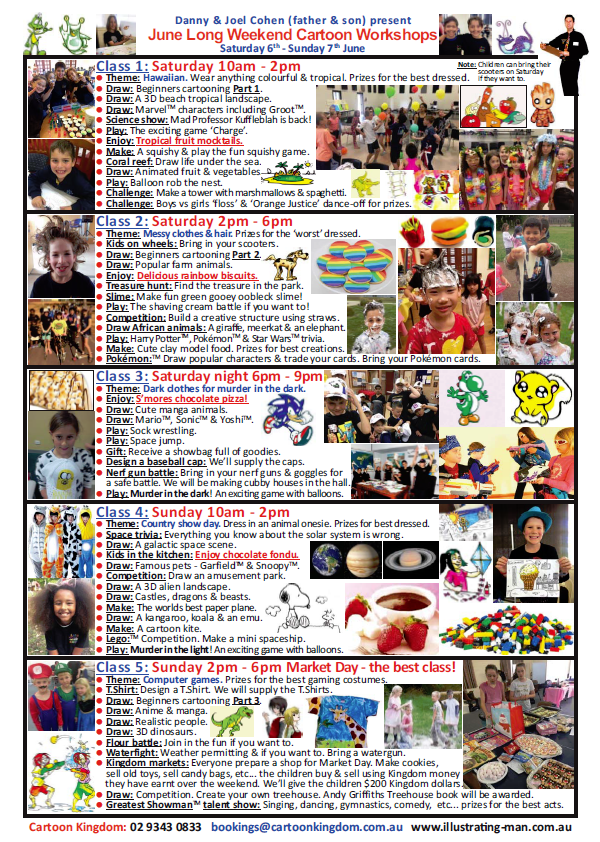 Danny & Joel Cohen (father & son) present
June Long Weekend Cartoon Workshops
Saturday 6th - Sunday 7th June
Class 1: Saturday 10am - 2pm
Note: Children can bring their
scooters on Saturday
if they want to.
Theme: Hawaiian. Wear anything colourful & tropical. Prizes for the best dressed.
Draw: Beginners cartooning Part 1.
Draw: A 3D beach tropical landscape.
Draw: Marvel™ characters including Groot™.
Science show: Mad Professor Kuffleblah is back!
Play: The exciting game ‘Charge’.
Enjoy: Tropical fruit mocktails.
Make: A squishy & play the fun squishy game.
Coral reef: Draw life under the sea.
Draw: Animated fruit & vegetables.
Play: Balloon rob the nest.
Challenge: Make a tower with marshmallows & spaghetti.
Challenge: Boys vs girls ‘floss’ & ‘Orange Justice’ dance-off for prizes.
Class 2: Saturday 2pm - 6pm
Theme: Messy clothes & hair. Prizes for the ‘worst’ dressed.
Kids on wheels: Bring in your scooters.
Draw: Beginners cartooning Part 2.
Draw: Popular farm animals.
Enjoy: Delicious rainbow biscuits.
Treasure hunt: Find the treasure in the park.
Slime: Make fun green gooey oobleck slime!
Play: The shaving cream battle if you want to!
Competition: Build a creative structure using straws.
Draw African animals: A giraffe, meerkat & an elephant.
Play: Harry Potter™, Pokémon™ & Star Wars™ trivia.
Make: Cute clay model food. Prizes for best creations.
Pokémon:™ Draw popular characters & trade your cards. Bring your Pokémon cards.
Class 3: Saturday night 6pm - 9pm
Theme: Dark clothes for murder in the dark.
Enjoy: S’mores chocolate pizza!
Draw: Cute manga animals.
Draw: Mario™, Sonic™ & Yoshi™.
Play: Sock wrestling.
Play: Space jump.
Gift: Receive a showbag full of goodies.
Design a baseball cap: We’ll supply the caps.
Nerf gun battle: Bring in your nerf guns & goggles for
a safe battle. We will be making cubby houses in the hall.
Play: Murder in the dark! An exciting game with balloons.
Class 4: Sunday 10am - 2pm
Theme: Country show day. Dress in an animal onesie. Prizes for best dressed.
Space trivia: Everything you know about the solar system is wrong.
Draw: A galactic space scene.
Kids in the kitchen: Enjoy chocolate fondu.
Draw: Famous pets - Garfield™ & Snoopy™.
Competition: Draw an amusement park.
Draw: A 3D alien landscape.
Draw: Castles, dragons & beasts.
Make: The worlds best paper plane.
Draw: A kangaroo, koala & an emu.
Make: A cartoon kite.
Lego:™ Competition. Make a mini spaceship.
Play: Murder in the light! An exciting game with balloons.
Class 5: Sunday 2pm - 6pm Market Day - the best class!
Theme: Computer games. Prizes for the best gaming costumes.
T.Shirt: Design a T.Shirt. We will supply the T.Shirts.
Draw: Beginners cartooning Part 3.
Draw: Anime & manga.
Draw: Realistic people.
Draw: 3D dinosaurs.
Flour battle: Join in the fun if you want to.
Waterfight: Weather permitting & if you want to. Bring a watergun.
Kingdom markets: Everyone prepare a shop for Market Day. Make cookies,
sell old toys, sell candy bags, etc... the children buy & sell using Kingdom money
they have earnt over the weekend. We’ll give the children $200 Kingdom dollars.
Draw: Competition. Create your own treehouse. Andy Griffiths Treehouse book will be awarded.
Greatest Showman™ talent show: Singing, dancing, gymnastics, comedy, etc... prizes for the best acts.
Cartoon Kingdom: 02 9343 0833 bookings@cartoonkingdom.com.au www.illustrating-man.com.au